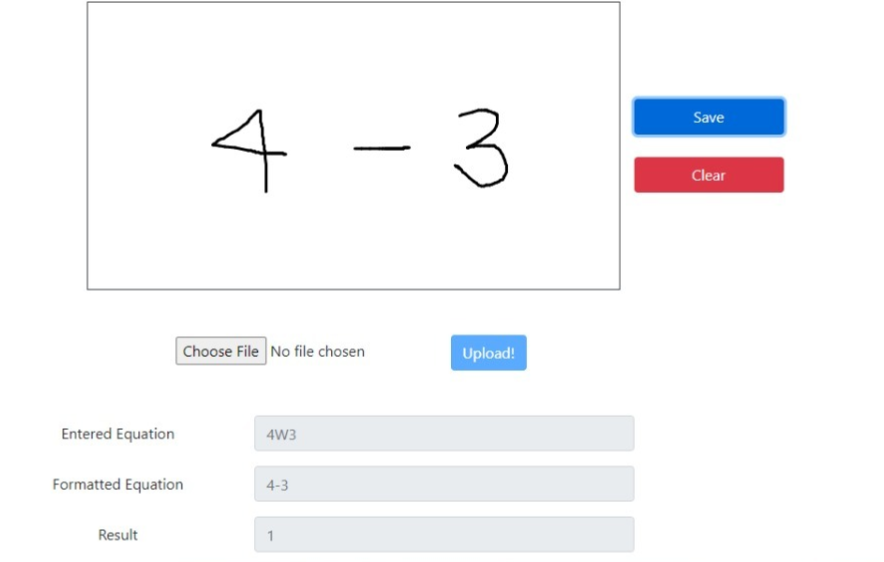 4 - 3
Save
Clear
Choose File No file chosen Upload!
Entered Equation 4W3
Formatted Equation 4-3
Result 1